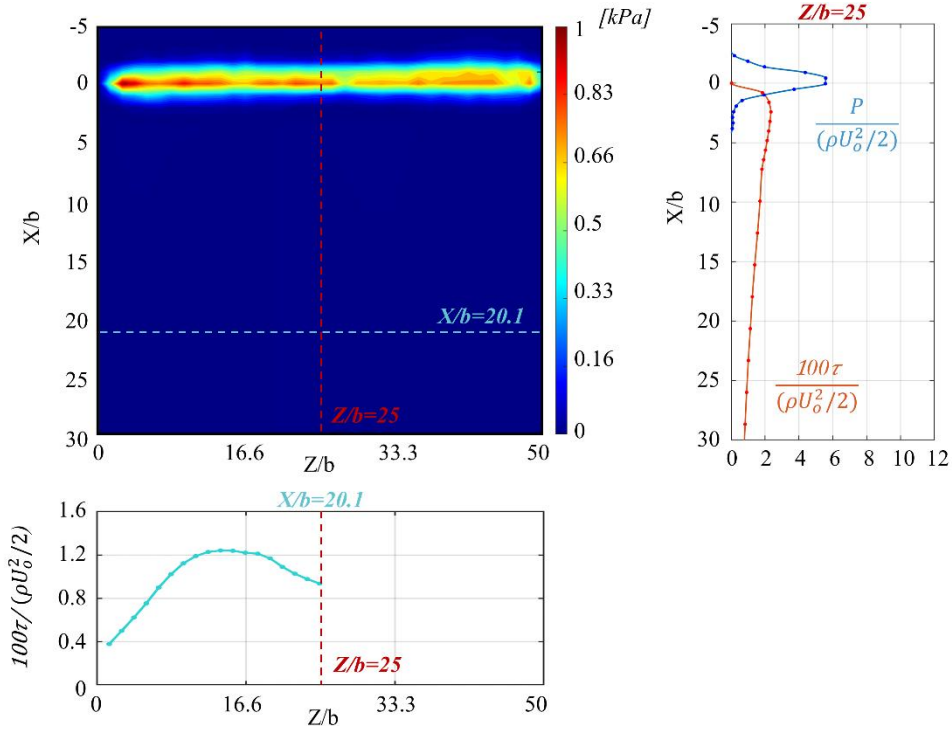 [kPa]
-5
0
5
10
15
20
25
30
X/b
X/b=20.1
Z/b=25
0
16.6
33.3
50
Z/b
1
0.83
0.66
0.5
0.33
0.16
0
Z/b=25
-5
0
5
10
15
20
25
30
X/b
P
(ρU_o^2/2)
100τ
(ρU_o^2/2)
0 2 4 6 8 10 12
X/b=20.1
1.6
1.2
0.8
0.4
0
100τ/(ρU_o^2/2)
Z/b=25
0
16.6
33.3
50
Z/b